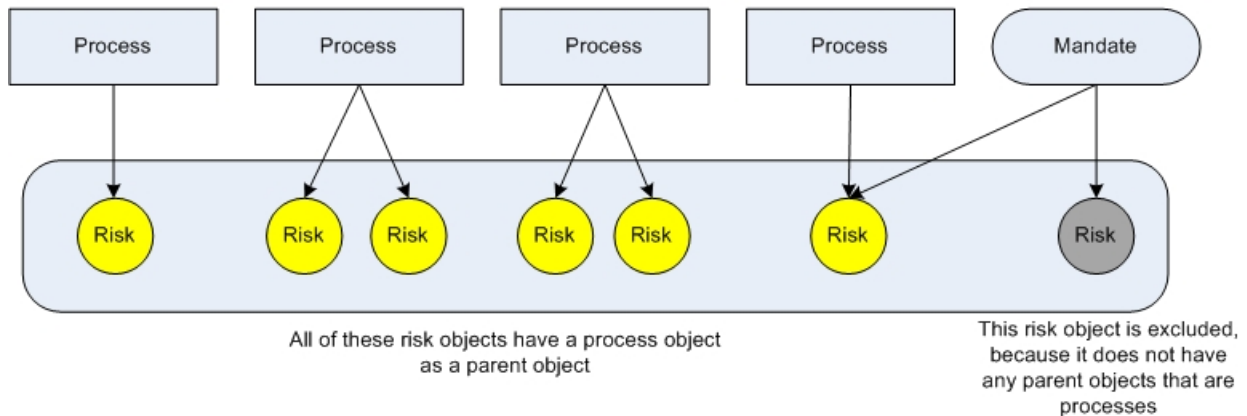 Process
Process
Process
Process
Mandate
Risk
Risk
Risk
Risk
Risk
Risk
Risk
All of these risk objects have a process object
as a parent object
This risk object is excluded,
because it does not have
any parent objects that are
processes